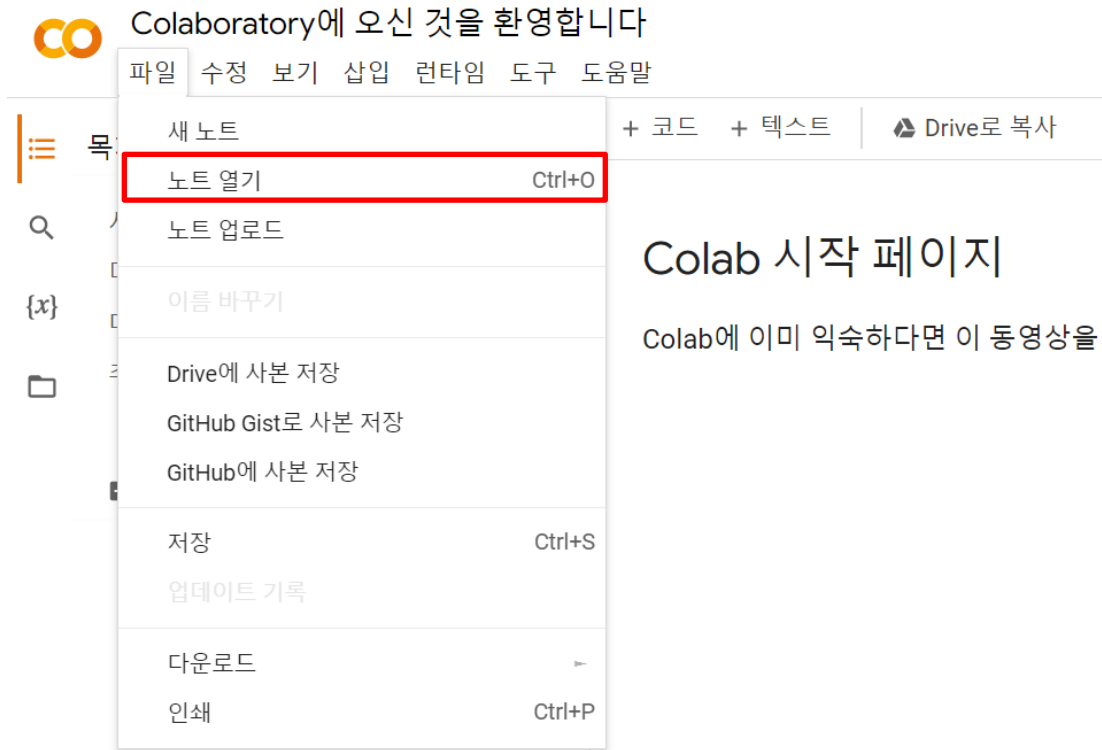 Colaboratory에 오신 것을 환영합니다
파일 수정 보기 삽입 런타임 도구 도움말
+ 코드 + 텍스트 Drive로 복사
새 노트
노트 열기 Ctrl+O
노트 업로드
이름 바꾸기
Drive에 사본 저장
GitHub Gist로 사본 저장
GitHub에 사본 저장
저장 Ctrl+S
업데이트 기록
다운로드
인쇄 Ctrl+P
{x}
Colab 시작 페이지
Colab에 이미 익숙하다면 이 동영상을